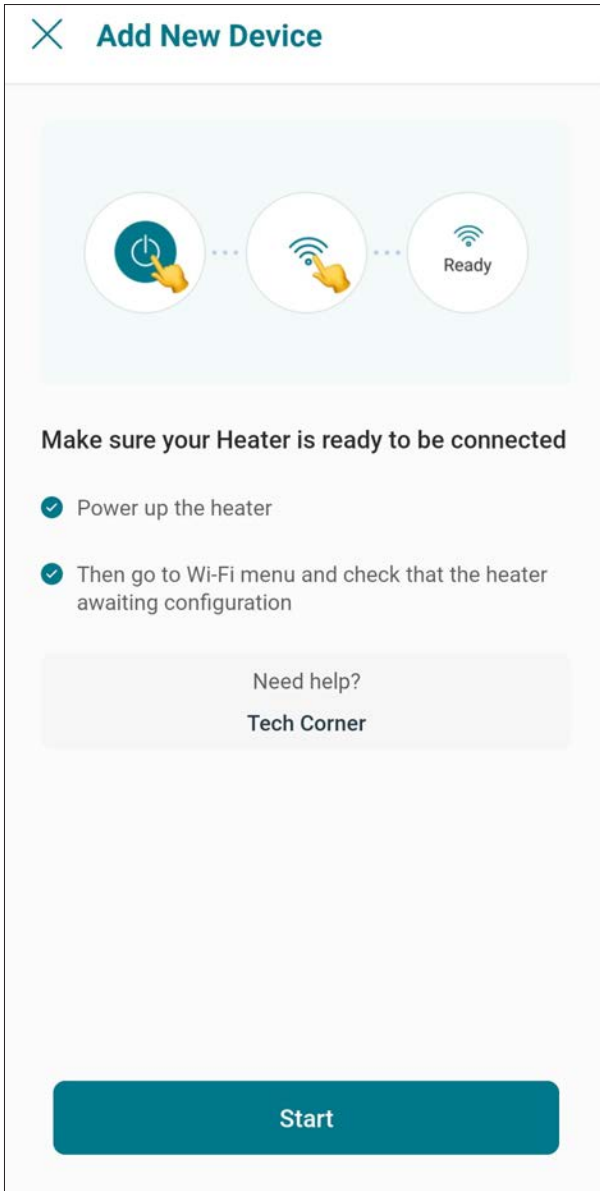 Add New Device
Ready
Make sure your Heater is ready to be connected
Power up the heater
Then go to Wi-Fi menu and check that the heater
awaiting configuration
Need help?
Tech Corner
Start